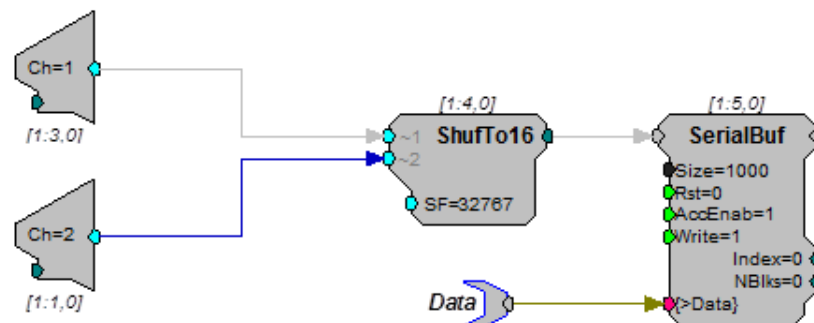 Ch=1
[1:3,0]
Ch=2
[1:1,0]
[1:4,0]
~1 ShufTo16
~2
SF=32767
[1:5,0]
SerialBuf
Size=1000
Rst=0
AccEnab=1
Write=1
Index=0
NBlks=0
{>Data}
Data